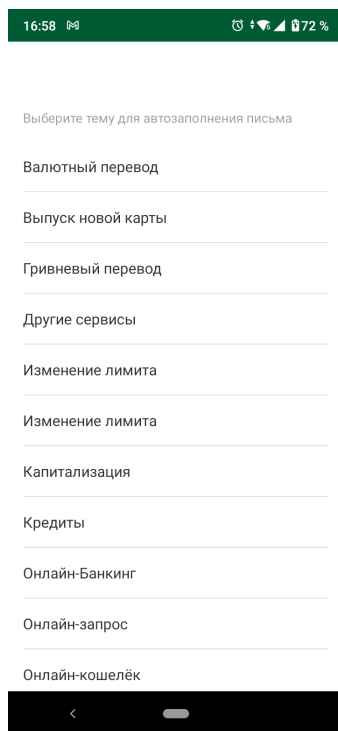 16:58 72 %
Выберите тему для автозаполнения письма
Валютный перевод
Выпуск новой карты
Гривневый перевод
Другие сервисы
Изменение лимита
Изменение лимита
Капитализация
Кредиты
Онлайн-Банкинг
Онлайн-запрос
Онлайн-кошелёк